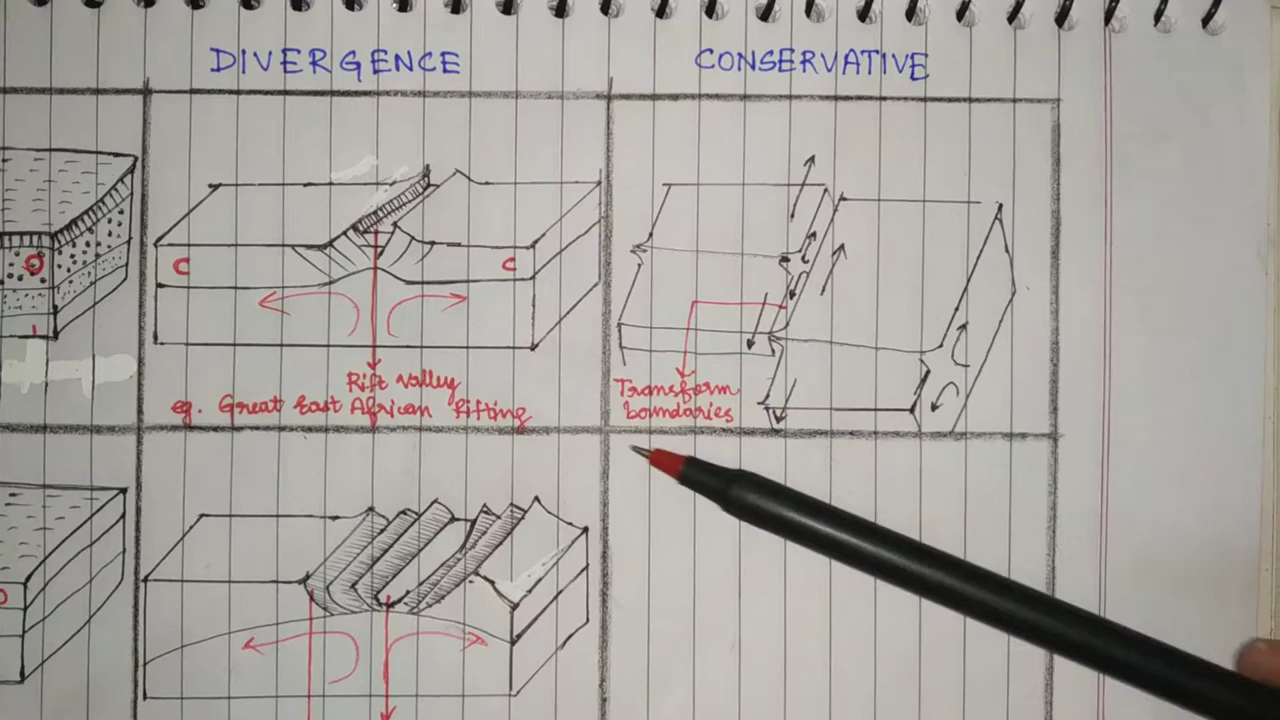 DIVERGENCE
CONSERVATIVE
O
C
C
Rift Valley
eg. Great East African Rifting
Transform
boundaries